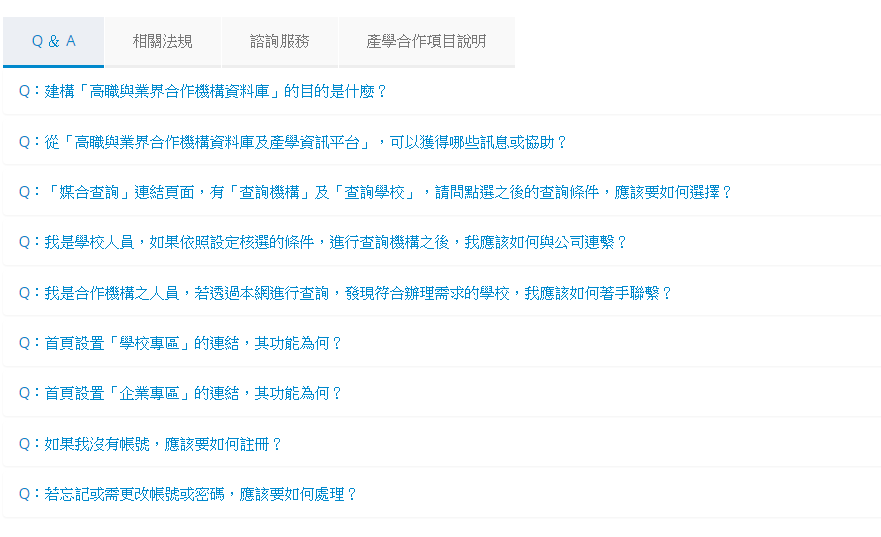 Q & A 相關法規 諮詢服務 產學合作項目說明
Q：建構「高職與業界合作機構資料庫」的目的是什麼？
Q：從「高職與業界合作機構資料庫及產學資訊平台」，可以獲得哪些訊息或協助？
Q：「媒合查詢」連結頁面，有「查詢機構」及「查詢學校」，請問點選之後的查詢條件，應該要如何選擇？
Q：我是學校人員，如果依照設定核選的條件，進行查詢機構之後，我應該如何與公司連繫？
Q：我是合作機構之人員，若透過本網進行查詢，發現符合辦理需求的學校，我應該如何著手聯繫？
Q：首頁設置「學校專區」的連結，其功能為何？
Q：首頁設置「企業專區」的連結，其功能為何？
Q：如果我沒有帳號，應該要如何註冊？
Q：若忘記或需更改帳號或密碼，應該要如何處理？